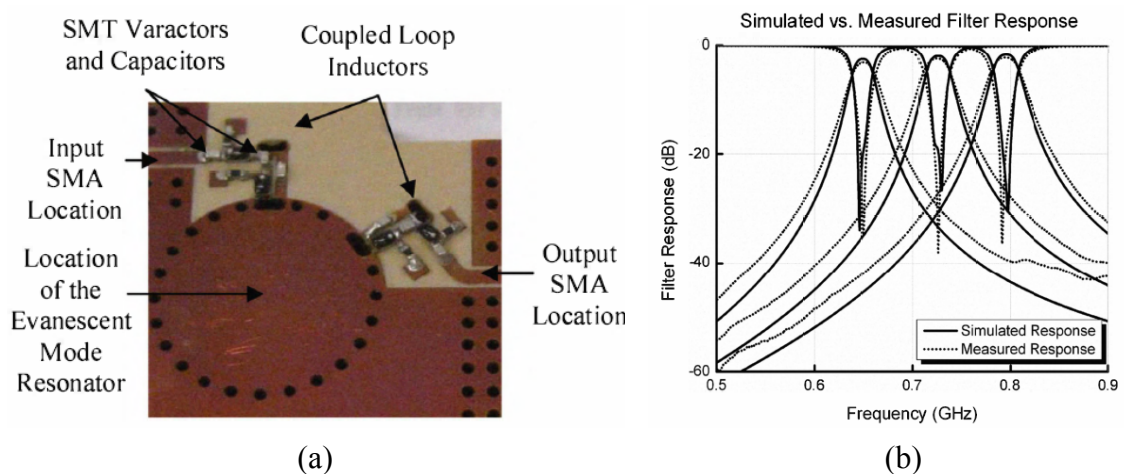 SMT Varactors
and Capacitors
Coupled Loop
Inductors
Input
SMA
Location
Location
of the
Evanescent
Mode
Resonator
Output
SMA
Location
(a)
Simulated vs. Measured Filter Response
Filter Response (dB)
0
-20
-40
-60
Simulated Response
Measured Response
0.5
0.6
0.7
0.8
0.9
Frequency (GHz)
(b)